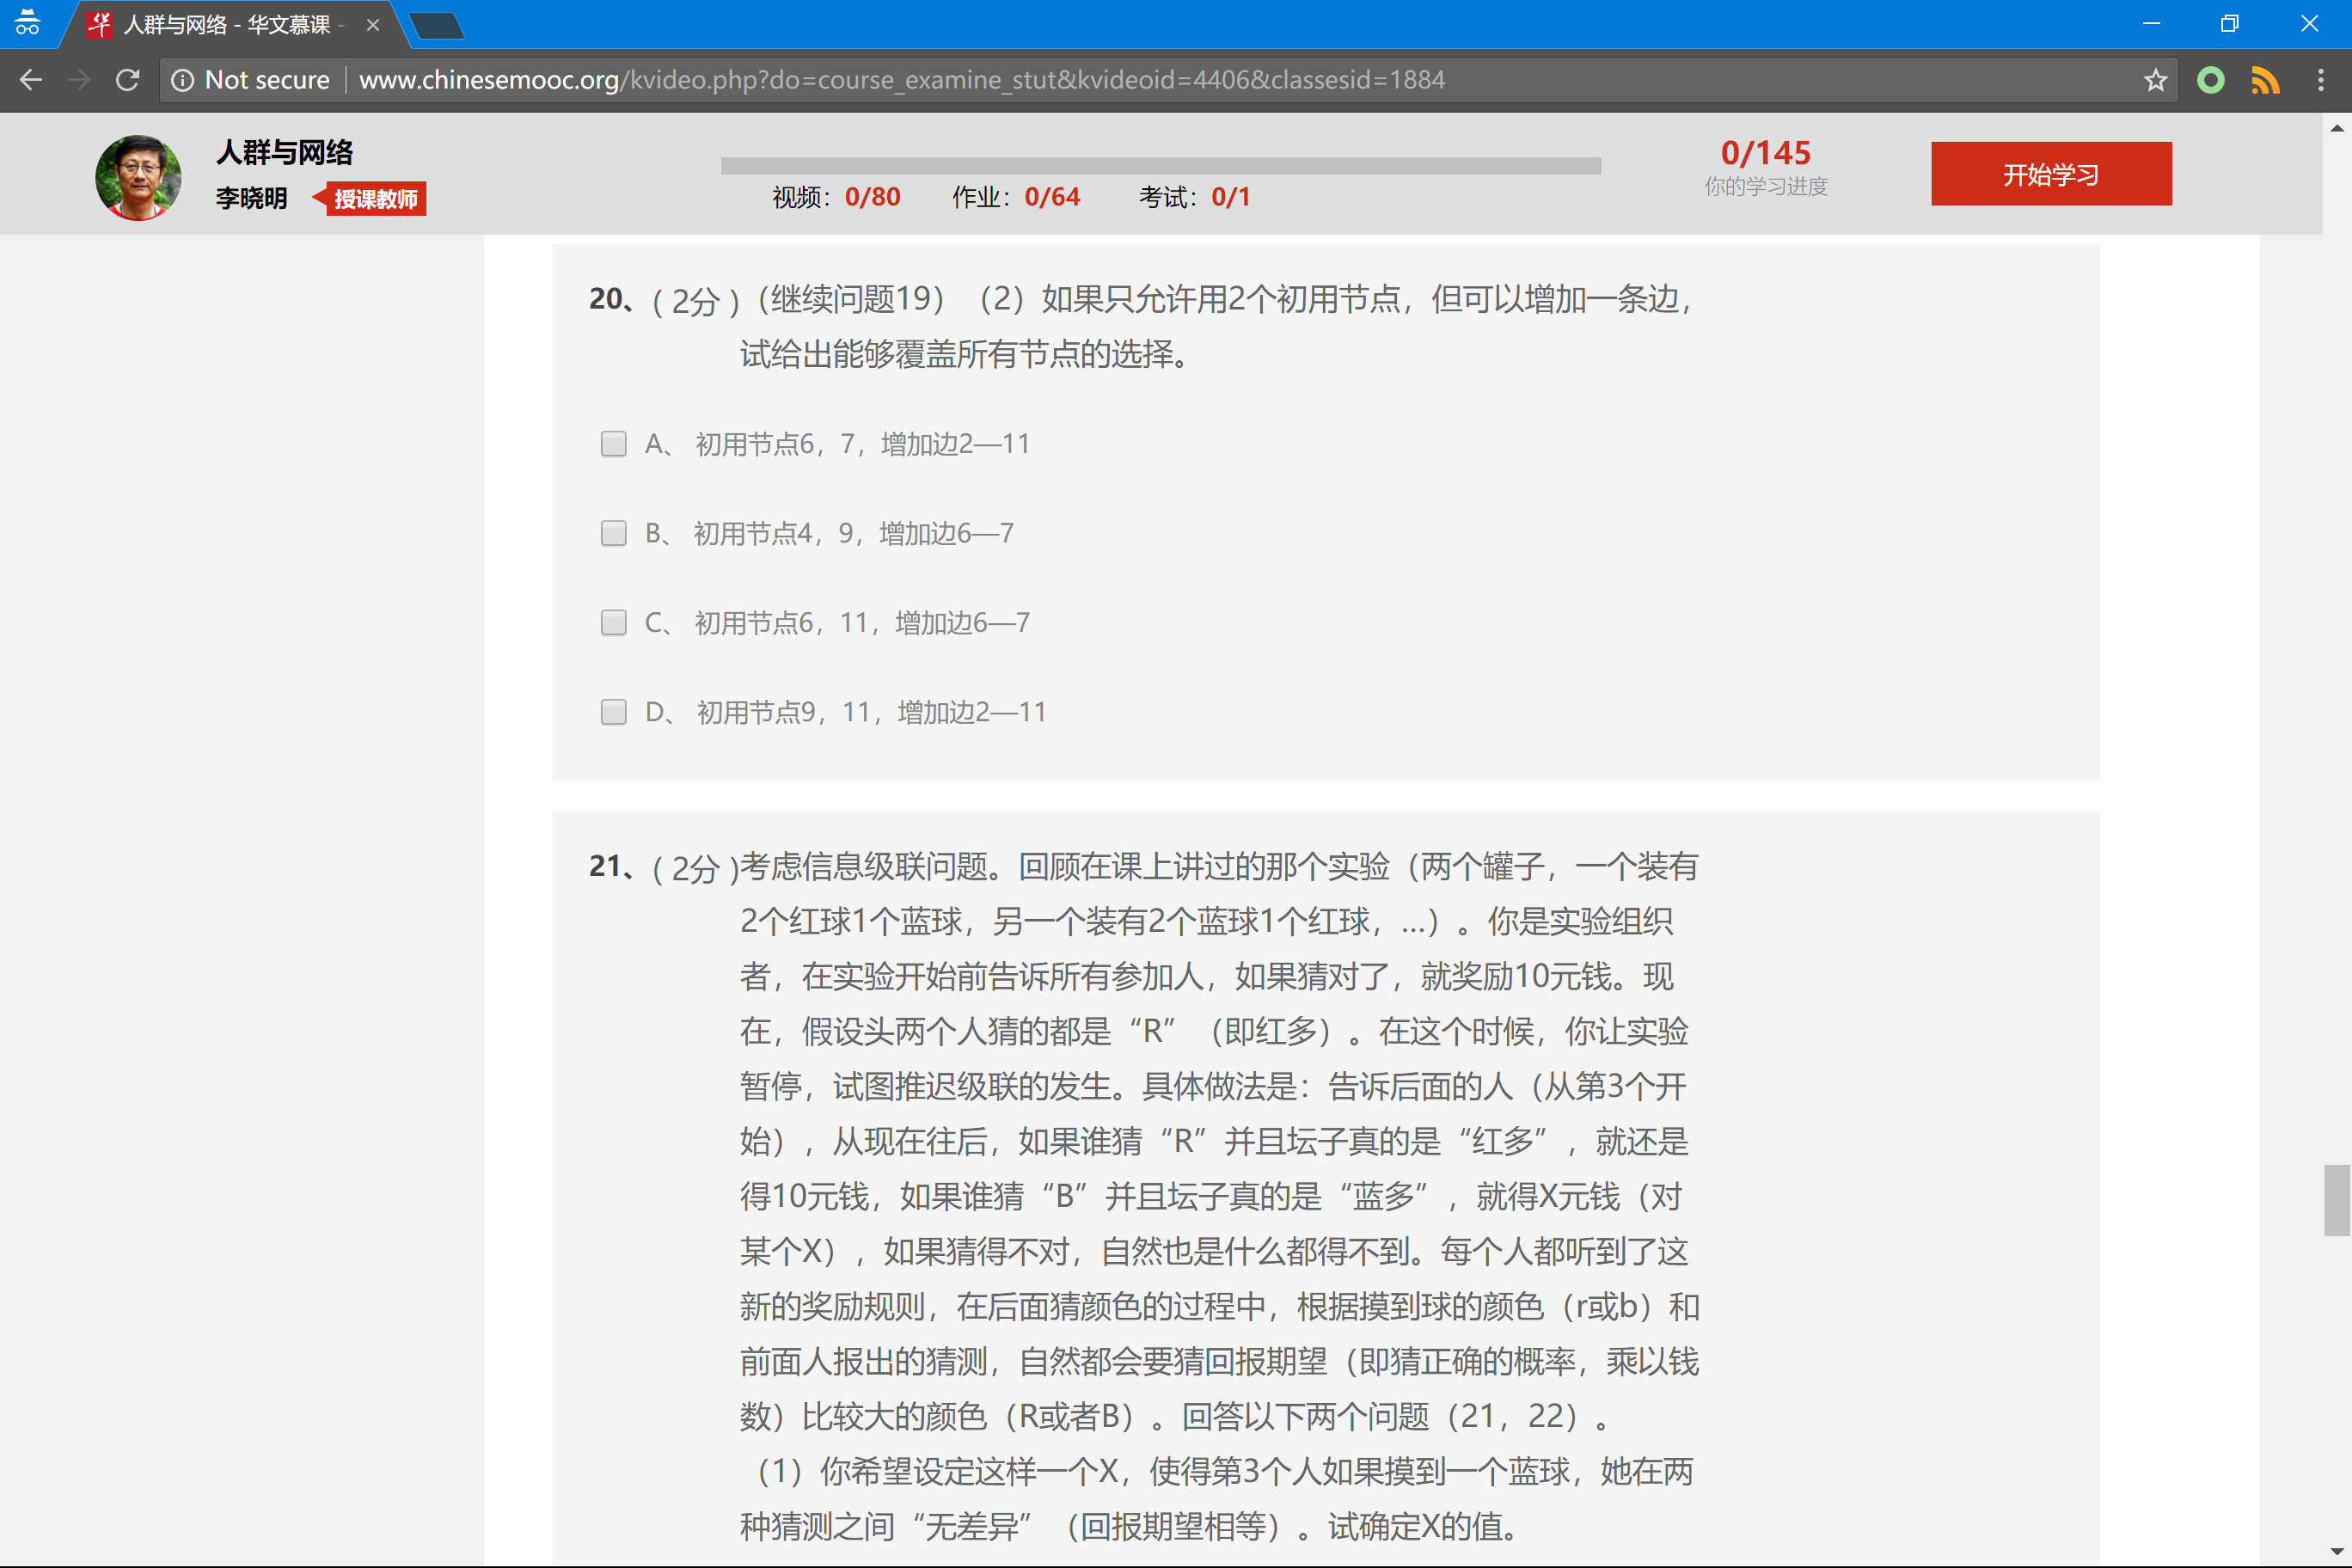 人群与网络 - 华文慕课 -
Not secure
www.chinesemooc.org/kvideo.php?do=course_examine_stut&kvideoid=4406&classesid=1884
人群与网络
李晓明 授课教师
视频：0/80 作业：0/64 考试：0/1
0/145
你的学习进度
开始学习
20、( 2分 )（继续问题19）（2）如果只允许用2个初用节点，但可以增加一条边，
试给出能够覆盖所有节点的选择。
A、 初用节点6，7，增加边2—11
B、 初用节点4，9，增加边6—7
C、 初用节点6，11，增加边6—7
D、 初用节点9，11，增加边2—11
21、( 2分 )考虑信息级联问题。回顾在课上讲过的那个实验（两个罐子，一个装有
2个红球1个蓝球，另一个装有2个蓝球1个红球，...）。你是实验组织
者，在实验开始前告诉所有参加人，如果猜对了，就奖励10元钱。现
在，假设头两个人猜的都是“R”（即红多）。在这个时候，你让实验
暂停，试图推迟级联的发生。具体做法是：告诉后面的人（从第3个开
始），从现在往后，如果谁猜“R”并且坛子真的是“红多”，就还是
得10元钱，如果谁猜“B”并且坛子真的是“蓝多”，就得X元钱（对
某个X），如果猜得不对，自然也是什么都得不到。每个人都听到了这
新的奖励规则，在后面猜颜色的过程中，根据摸到球的颜色（r或b）和
前面人报出的猜测，自然都会要猜回报期望（即猜正确的概率，乘以钱
数）比较大的颜色（R或者B）。回答以下两个问题（21，22）。
（1）你希望设定这样一个X，使得第3个人如果摸到一个蓝球，她在两
种猜测之间“无差异”（回报期望相等）。试确定X的值。